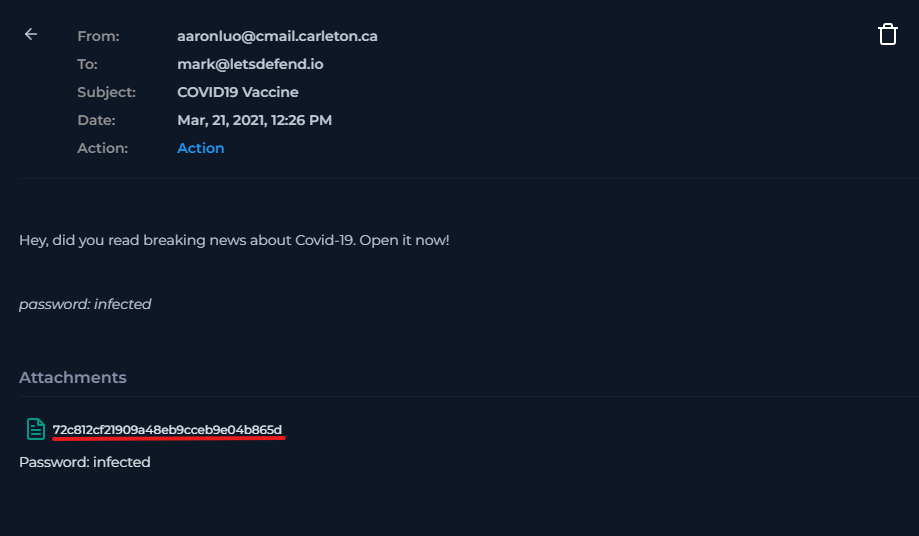 From: aaronluo@cmail.carleton.ca
To: mark@letsdefend.io
Subject: COVID19 Vaccine
Date: Mar, 21, 2021, 12:26 PM
Action: Action
Hey, did you read breaking news about Covid-19. Open it now!
password: infected
Attachments
72c812cf21909a48eb9cceb9e04b865d
Password: infected